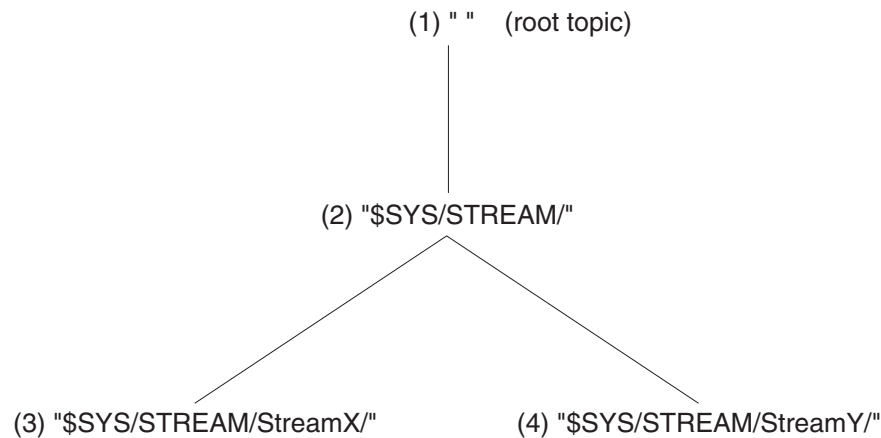 (1) " " (root topic)
(2) "$SYS/STREAM/"
(3) "$SYS/STREAM/StreamX/"
(4) "$SYS/STREAM/StreamY/"